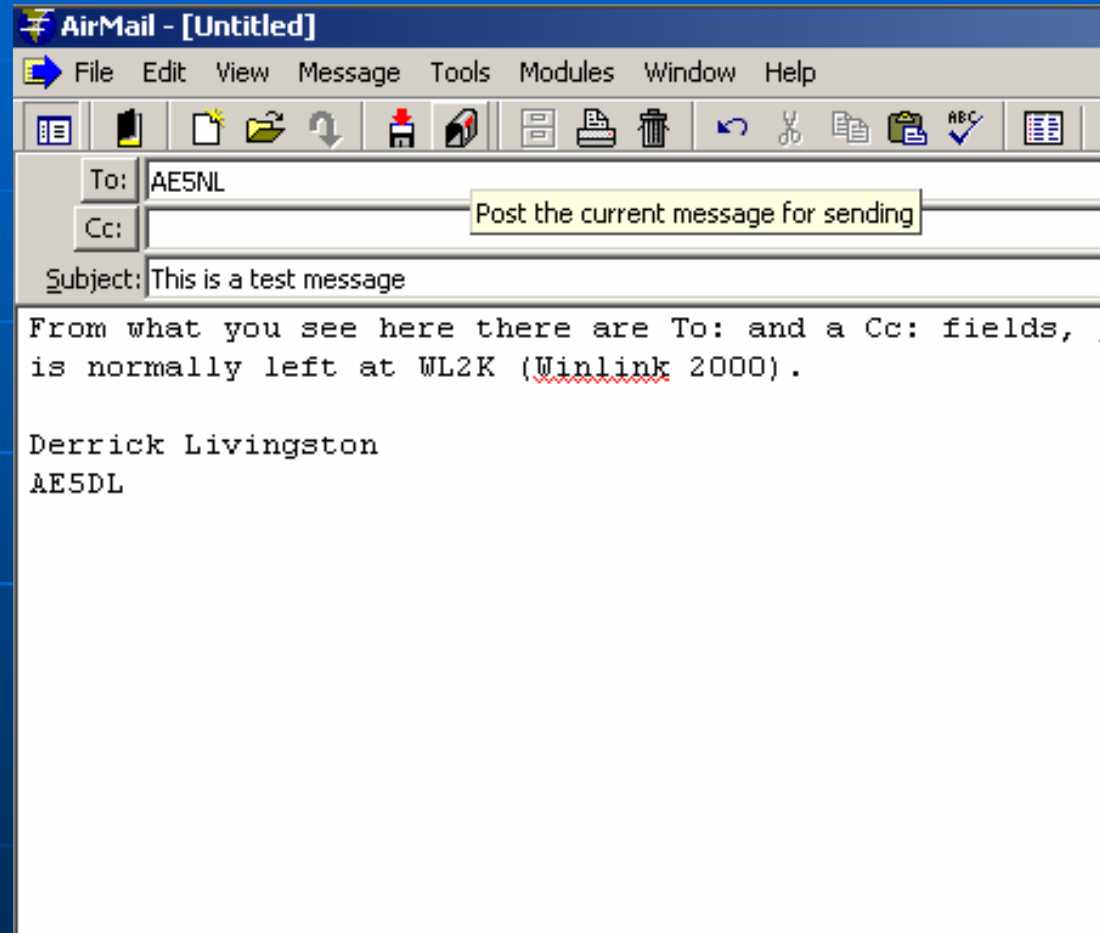 AirMail - [Untitled]
File Edit View Message Tools Modules Window Help
ABC
To: AE5NL
Post the current message for sending
Cc:
Subject: This is a test message
From what you see here there are To: and a Cc: fields,
is normally left at WL2K (Winlink 2000).
Derrick Livingston
AE5DL